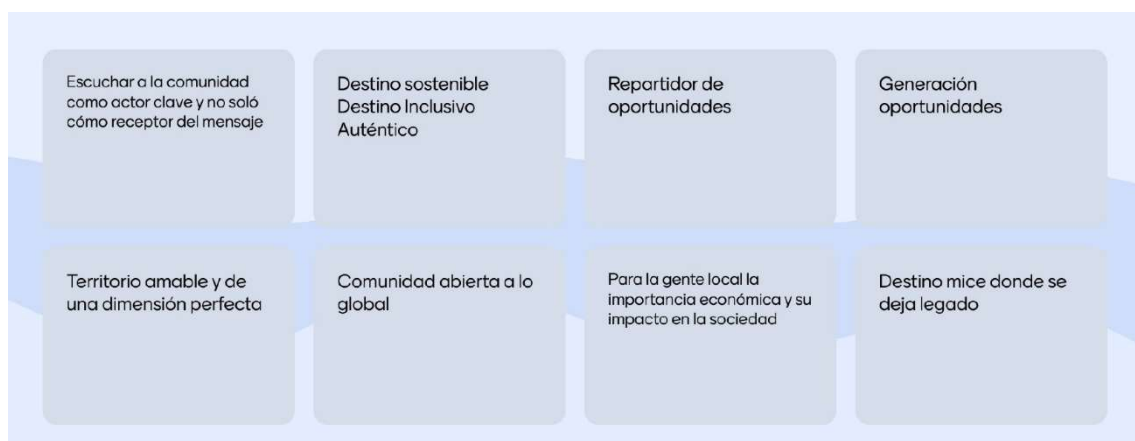 Escuchar a la comunidad
como actor clave y no soló
cómo receptor del mensaje
Destino sostenible
Destino Inclusivo
Auténtico
Repartidor de
oportunidades
Generación
oportunidades
Territorio amable y de
una dimensión perfecta
Comunidad abierta a lo
global
Para la gente local la
importancia económica y su
impacto en la sociedad
Destino mice donde se
deja legado